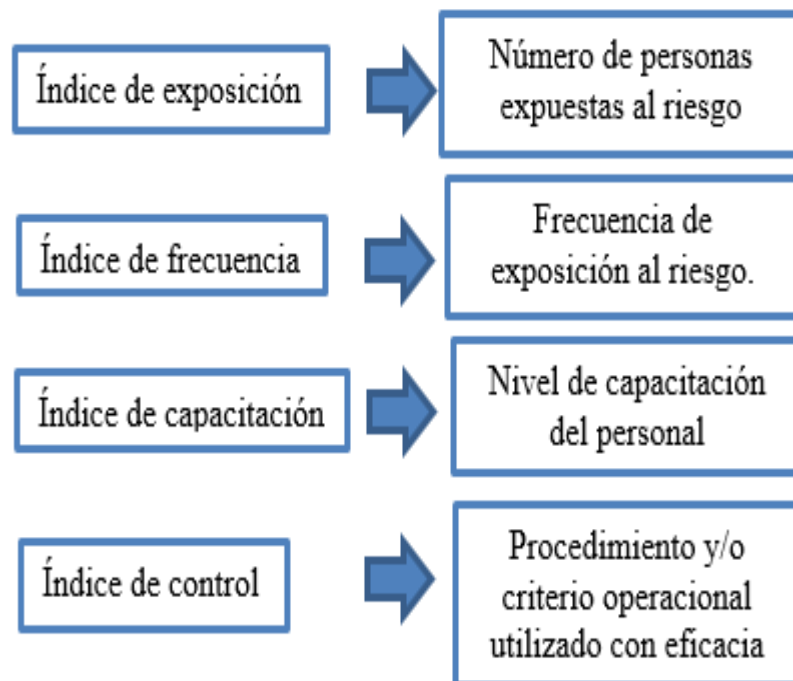 Índice de exposición
Número de personas
expuestas al riesgo
Índice de frecuencia
Frecuencia de
exposición al riesgo.
Índice de capacitación
Nivel de capacitación
del personal
Índice de control
Procedimiento y/o
criterio operacional
utilizado con eficacia